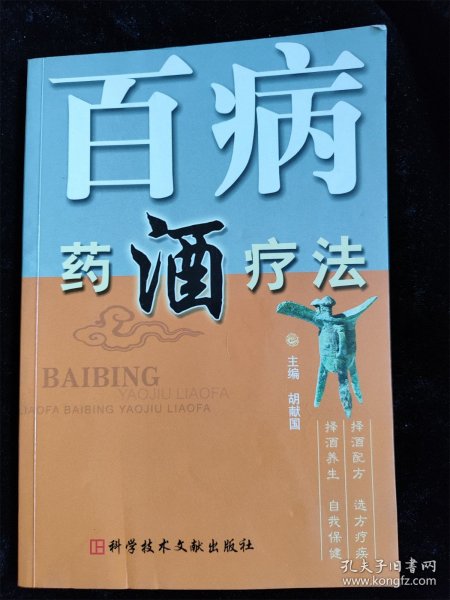 百病
药酒疗法
主编 胡献国
BAIBING
YAOJIU LIAOFA
LIAOFA BAIBING YAOJIU LIAOFA
择酒配方 选方疗疾
择酒养生 自我保健
科学技术文献出版社
孔夫子旧书网
www.kongfz.com